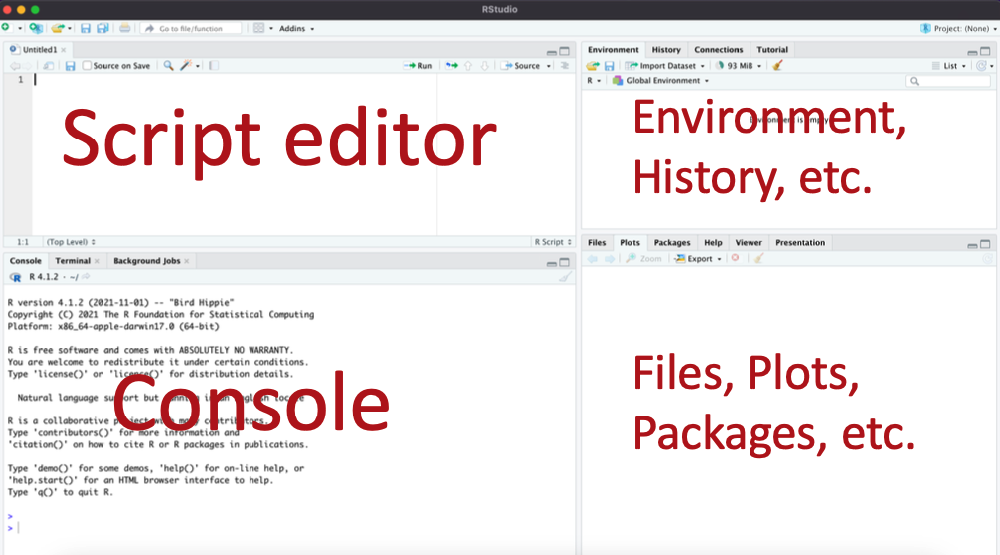 RStudio
Go to file/function
Addins
Project: (None)
Untitled1
Source on Save
Run
Source
1
Script editor
1:1
(Top Level)
R Script
Environment History Connections Tutorial
Import Dataset
93 MiB
List
R
Global Environment
Environment is empty
Environment,
History, etc.
Console Terminal Background Jobs
R 4.1.2 · ~/
R version 4.1.2 (2021-11-01) -- "Bird Hippie"
Copyright (C) 2021 The R Foundation for Statistical Computing
Platform: x86_64-apple-darwin17.0 (64-bit)
R is free software and comes with ABSOLUTELY NO WARRANTY.
You are welcome to redistribute it under certain conditions.
Type 'license()' or 'license()' for distribution details.
Natural language support but running in an English locale
R is a collaborative project with many contributors.
Type 'contributors()' for more information and
'citation()' on how to cite R or R packages in publications.
Type 'demo()' for some demos, 'help()' for on-line help, or
'help.start()' for an HTML browser interface to help.
Type 'q()' to quit R.
>
>
Console
Files Plots Packages Help Viewer Presentation
Zoom
Export
Files, Plots,
Packages, etc.